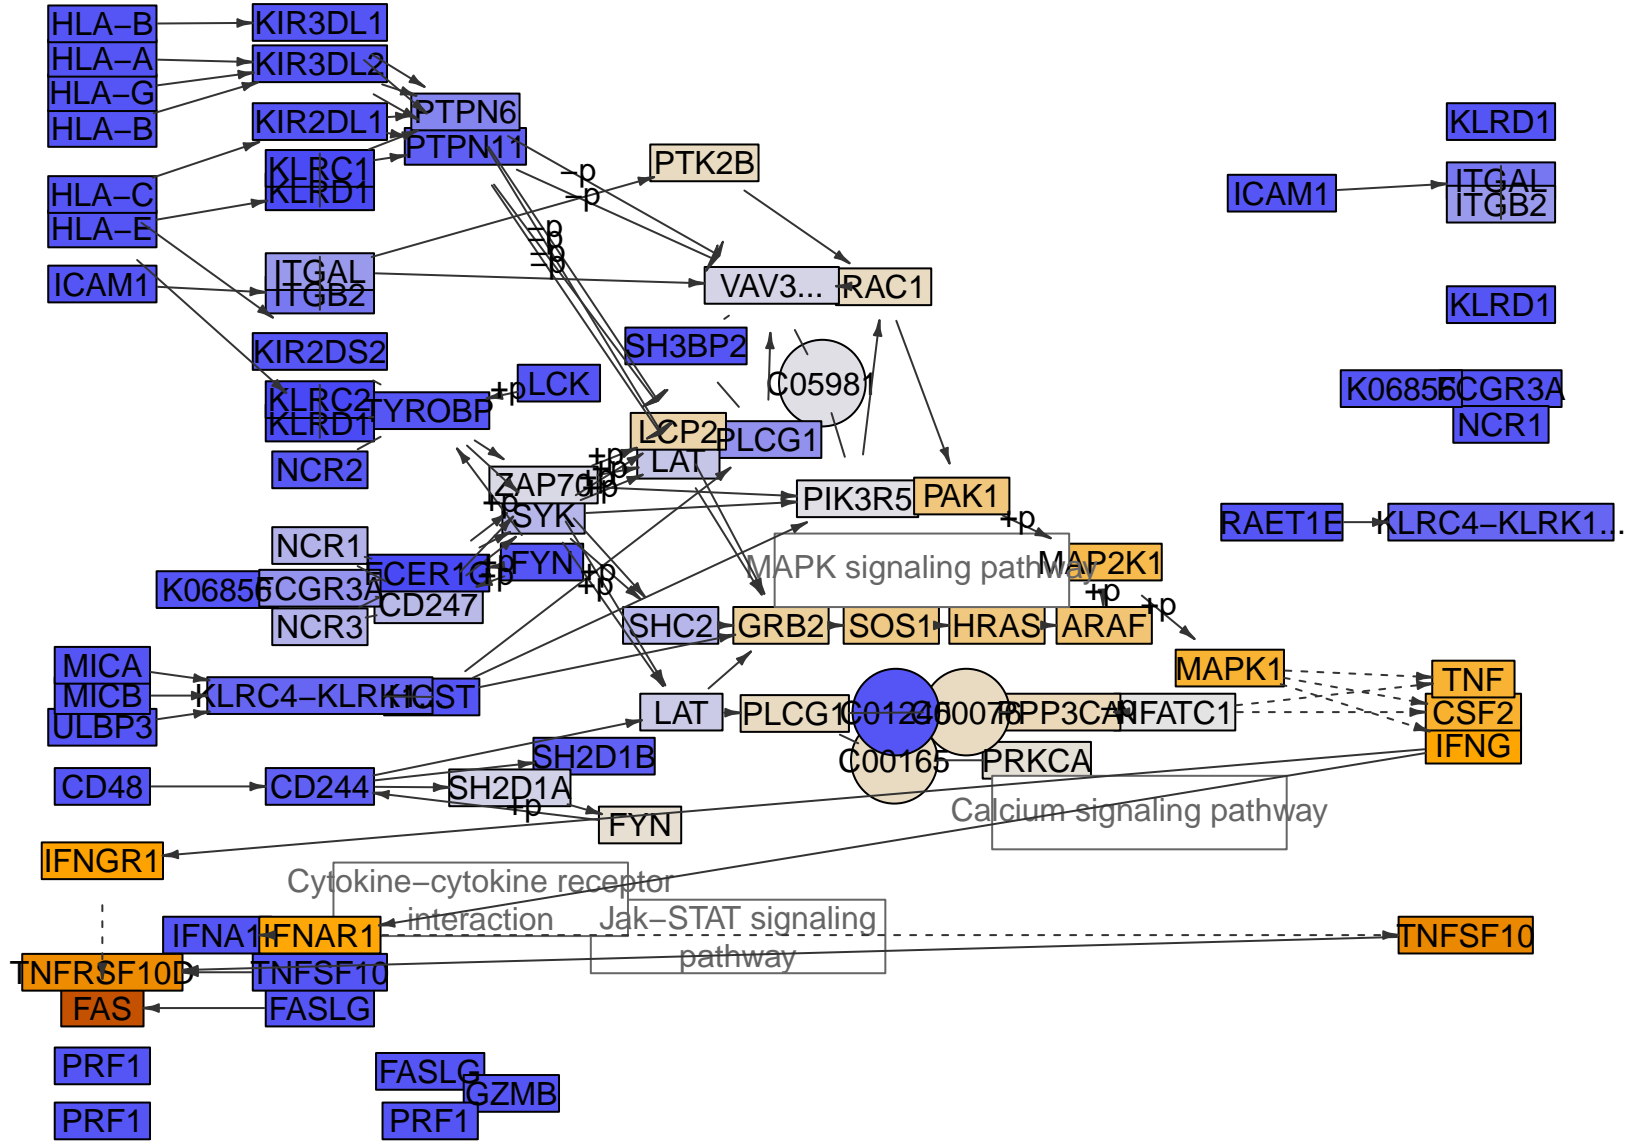 HLA−B
KIR3DL1
HLA−A
KIR3DL2
HLA−G
HLA−B
PTPN6
KIR2DL1
KLRD1
PTPN11
−p
PTK2B
KLRC1
KLRD1
−p
ITGAL
ITGB2
ICAM1
HLA−C
HLA−E
−p
−p
−p
−p
ITGAL
ITGB2
ICAM1
VAV3...
RAC1
KLRD1
SH3BP2
KIR2DS2
C05981
LCK
+p
K06856
FCGR3A
NCR1
KLRC2
KLRD1
TYROBP
LCP2
PLCG1
LAT
NCR2
+p
+p
+p
+p
ZAP70
+p
SYK
PIK3R5
PAK1
+p
RAET1E
KLRC4−KLRK1...
NCR1
FCER1G
+p
+p
FYN
+p
+p
MAPK signaling pathway
MAP2K1
K06856
FCGR3A
CD247
NCR3
+p
+p
SHC2
GRB2
SOS1
HRAS
ARAF
MICA
MICB
ULBP3
KLRC4−KLRK1...
HCST
MAPK1
TNF
CSF2
IFNG
LAT
PLCG1
C01245
C00076
PPP3CA
−p
NFATC1
C00165
PRKCA
SH2D1B
CD48
CD244
SH2D1A
+p
FYN
Calcium signaling pathway
IFNGR1
Cytokine−cytokine receptor
interaction
Jak−STAT signaling
pathway
IFNA1
IFNAR1
TNFSF10
TNFRSF10D
TNFSF10
FAS
FASLG
PRF1
FASLG
GZMB
PRF1
PRF1